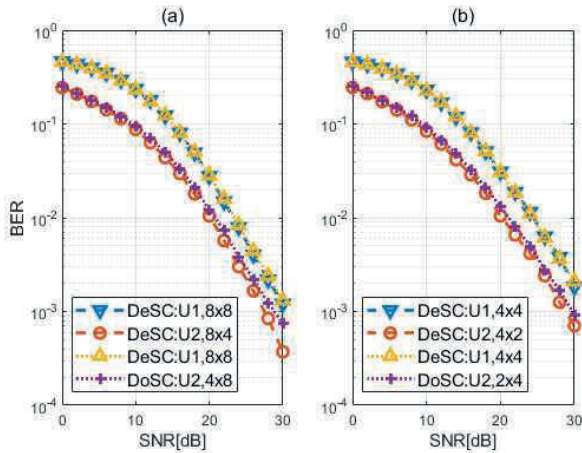 (a)
(b)
BER
10^0
10^-1
10^-2
10^-3
10^-4
DeSC:U1,8x8
DeSC:U2,8x4
DeSC:U1,8x8
DoSC:U2,4x8
0 10 20 30
SNR[dB]
10^0
10^-1
10^-2
10^-3
10^-4
DeSC:U1,4x4
DeSC:U2,4x2
DeSC:U1,4x4
DoSC:U2,2x4
0 10 20 30
SNR[dB]